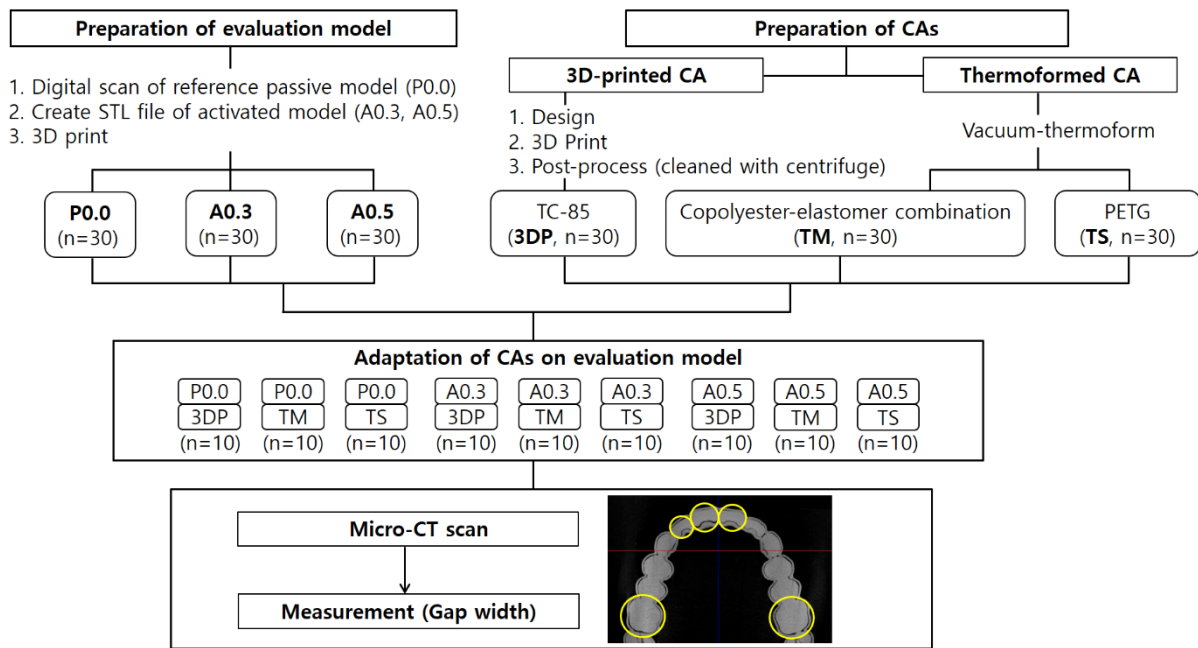 Preparation of evaluation model
1. Digital scan of reference passive model (P0.0)
2. Create STL file of activated model (A0.3, A0.5)
3. 3D print
P0.0
(n=30)
A0.3
(n=30)
A0.5
(n=30)
Preparation of CAs
3D-printed CA
Thermoformed CA
1. Design
2. 3D Print
3. Post-process (cleaned with centrifuge)
Vacuum-thermoform
TC-85
(3DP, n=30)
Copolyester-elastomer combination
(TM, n=30)
PETG
(TS, n=30)
Adaptation of CAs on evaluation model
P0.0
3DP
(n=10)
P0.0
TM
(n=10)
P0.0
TS
(n=10)
A0.3
3DP
(n=10)
A0.3
TM
(n=10)
A0.3
TS
(n=10)
A0.5
3DP
(n=10)
A0.5
TM
(n=10)
A0.5
TS
(n=10)
Micro-CT scan
Measurement (Gap width)